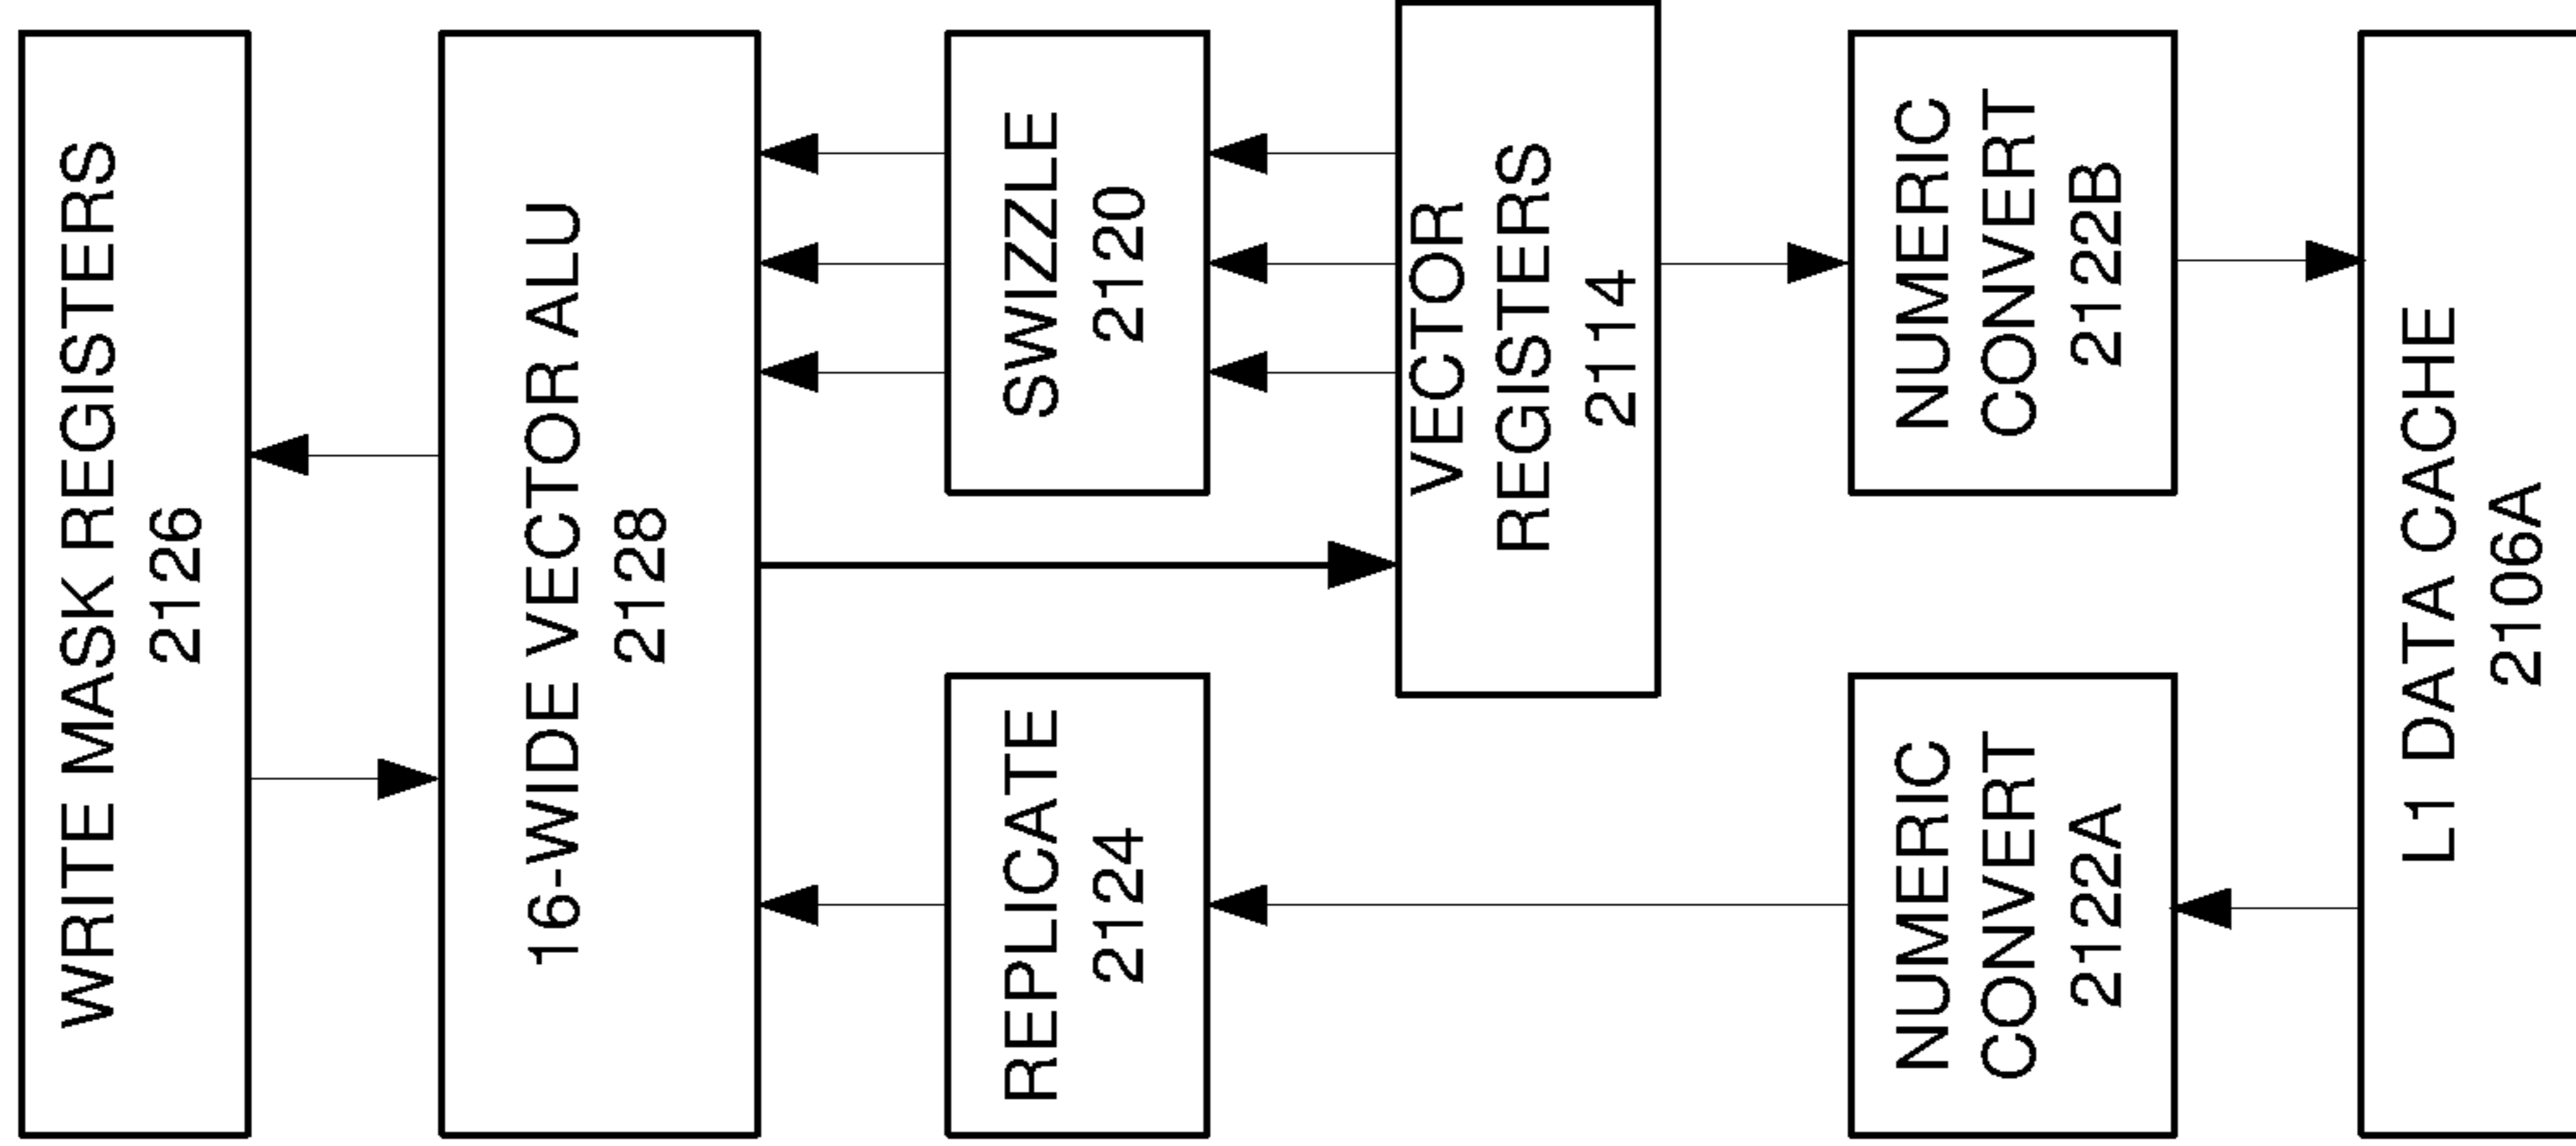 WRITE MASK REGISTERS
2126
16-WIDE VECTOR ALU
2128
REPLICATE
2124
SWIZZLE
2120
VECTOR
REGISTERS
2114
NUMERIC
CONVERT
2122A
NUMERIC
CONVERT
2122B
L1 DATA CACHE
2106A